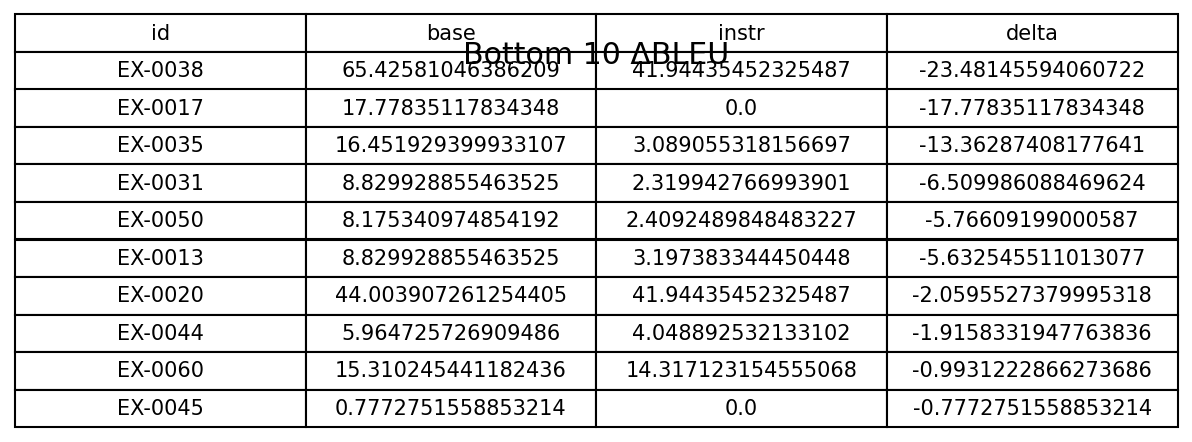 id base instr delta
Bottom 10 ΔBLEU
EX-0038 65.42581046386209 41.94435452325487 -23.48145594060722
EX-0017 17.77835117834348 0.0 -17.77835117834348
EX-0035 16.451929399933107 3.089055318156697 -13.36287408177641
EX-0031 8.829928855463525 2.319942766993901 -6.509986088469624
EX-0050 8.175340974854192 2.4092489848483227 -5.76609199000587
EX-0013 8.829928855463525 3.197383344450448 -5.632545511013077
EX-0020 44.003907261254405 41.94435452325487 -2.0595527379995318
EX-0044 5.964725726909486 4.048892532133102 -1.9158331947763836
EX-0060 15.310245441182436 14.317123154555068 -0.9931222866273686
EX-0045 0.7772751558853214 0.0 -0.7772751558853214